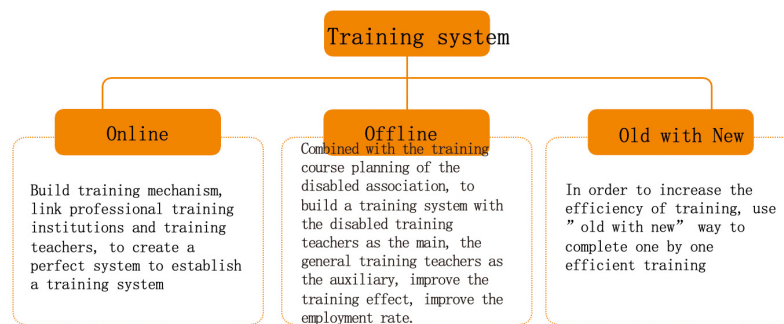 Training system
Online
Build training mechanism,
link professional training
institutions and training
teachers, to create a
perfect system to establish
a training system
Offline
Combined with the training
course planning of the
disabled association, to
build a training system with
the disabled training
teachers as the main, the
general training teachers as
the auxiliary, improve the
training effect, improve the
employment rate.
Old with New
In order to increase the
efficiency of training, use
” old with new” way to
complete one by one
efficient training